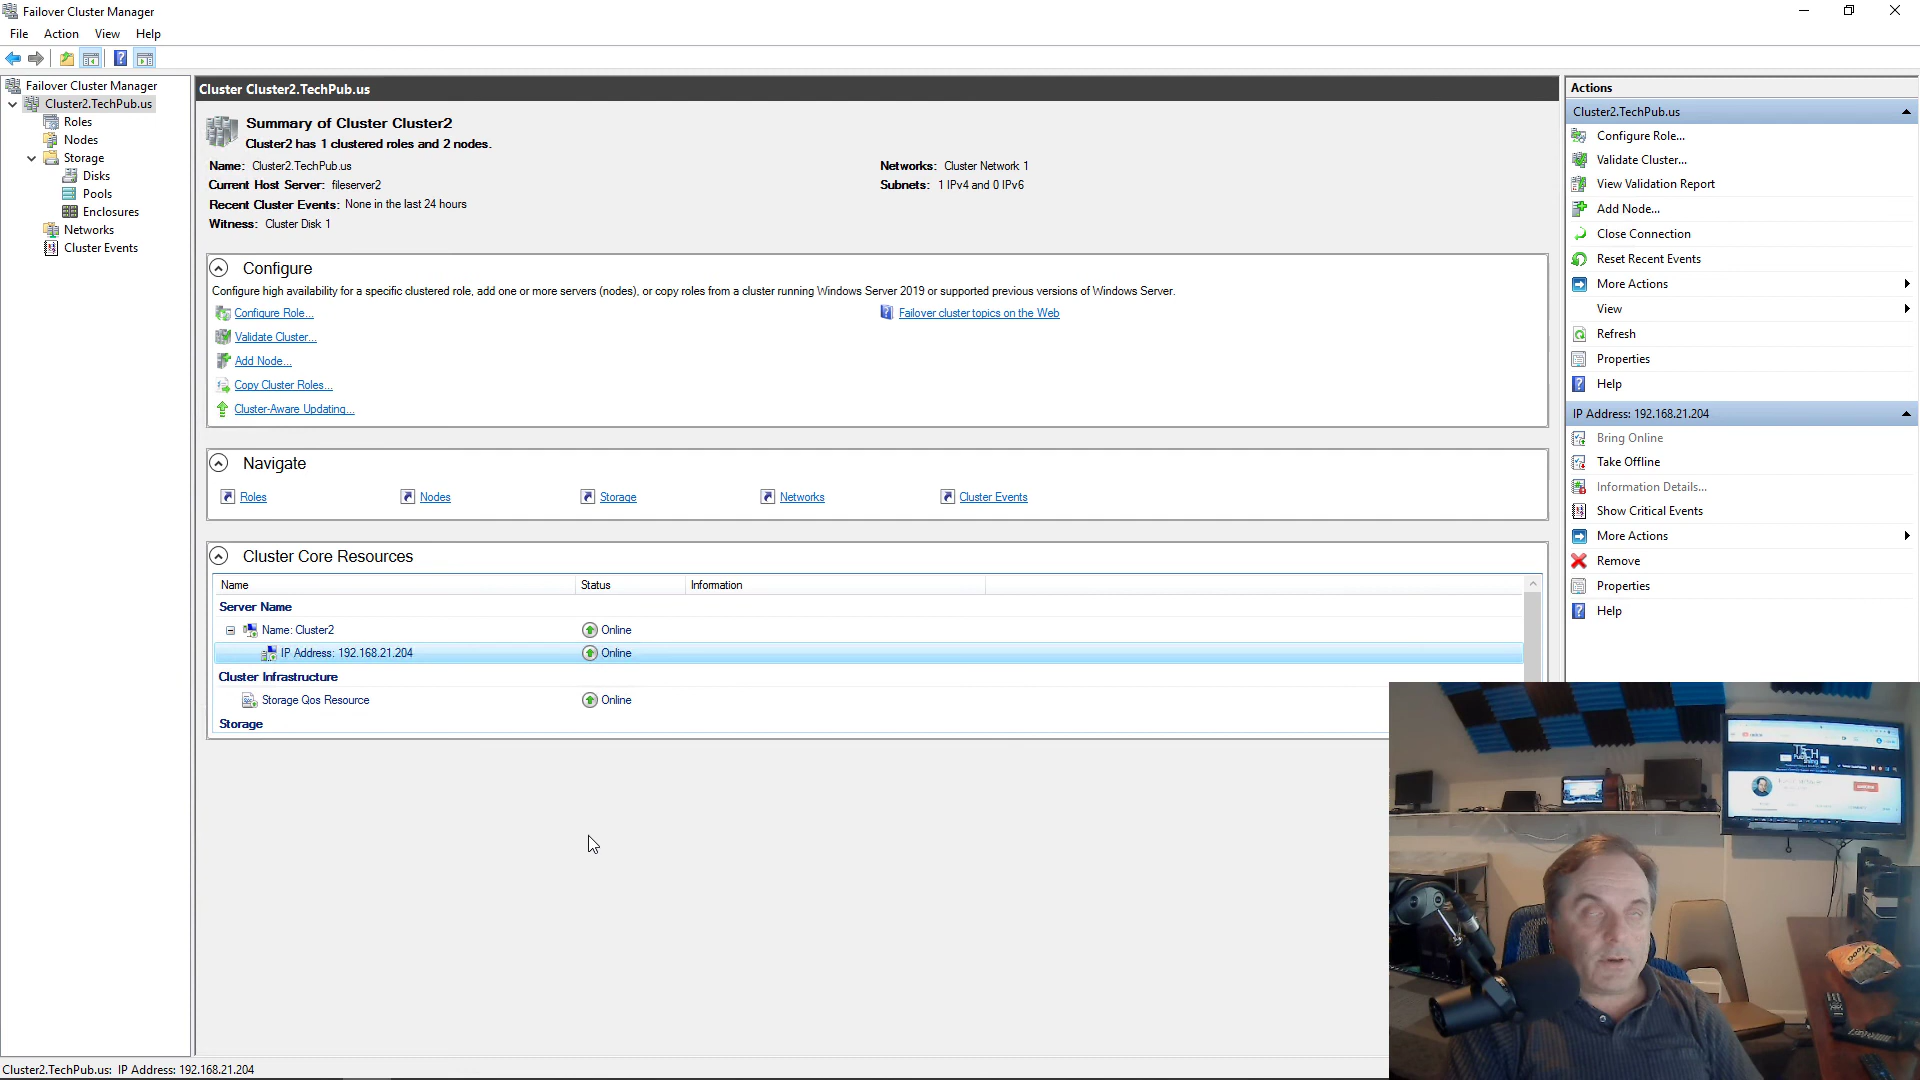 Failover Cluster Manager
File Action View Help
Failover Cluster Manager
Cluster2.TechPub.us
Roles
Nodes
Storage
Disks
Pools
Enclosures
Networks
Cluster Events
Cluster Cluster2.TechPub.us
Summary of Cluster Cluster2
Cluster2 has 1 clustered roles and 2 nodes.
Name: Cluster2.TechPub.us
Networks: Cluster Network 1
Current Host Server: fileserver2
Subnets: 1 IPv4 and 0 IPv6
Recent Cluster Events: None in the last 24 hours
Witness: Cluster Disk 1
Configure
Configure high availability for a specific clustered role, add one or more servers (nodes), or copy roles from a cluster running Windows Server 2019 or supported previous versions of Windows Server.
Configure Role...
Failover cluster topics on the Web
Validate Cluster...
Add Node...
Copy Cluster Roles...
Cluster-Aware Updating...
Navigate
Roles Nodes Storage Networks Cluster Events
Cluster Core Resources
Name Status Information
Server Name
Name: Cluster2 Online
IP Address: 192.168.21.204 Online
Cluster Infrastructure
Storage Qos Resource Online
Storage
Actions
Cluster2.TechPub.us
Configure Role...
Validate Cluster...
View Validation Report
Add Node...
Close Connection
Reset Recent Events
More Actions
View
Refresh
Properties
Help
IP Address: 192.168.21.204
Bring Online
Take Offline
Information Details...
Show Critical Events
More Actions
Remove
Properties
Help
Cluster2.TechPub.us: IP Address: 192.168.21.204